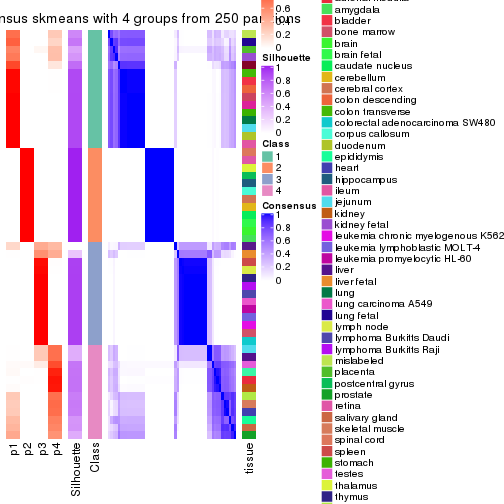 nsus skmeans with 4 groups from 250 par
0.6
0.2
Silhouette
1
0.8
0.6
0.4
0.2
0
Class
1
2
3
4
Consensus
1
0.8
0.6
0.4
0.2
0
p1
p2
p3
p4
Silhouette
Class
tissue
amygdala
bladder
bone marrow
brain
brain fetal
caudate nucleus
cerebellum
cerebral cortex
colon descending
colon transverse
colorectal adenocarcinoma SW480
corpus callosum
duodenum
epididymis
heart
hippocampus
ileum
jejunum
kidney
kidney fetal
leukemia chronic myelogenous K562
leukemia lymphoblastic MOLT-4
leukemia promyelocytic HL-60
liver
liver fetal
lung
lung carcinoma A549
lung fetal
lymph node
lymphoma Burkitts Daudi
lymphoma Burkitts Raji
mislabeled
placenta
postcentral gyrus
prostate
retina
salivary gland
skeletal muscle
spinal cord
spleen
stomach
testes
thalamus
thymus